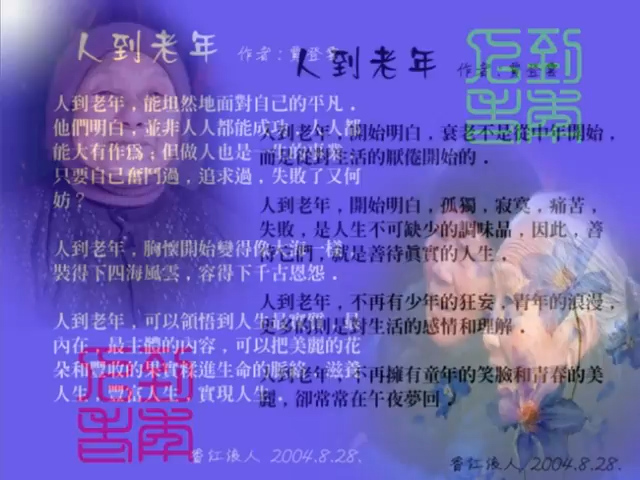 人到老年 作者：戴登雲
人到老年，能坦然地面對自己的平凡．
他們明白，並非人人都能成功，人人都
能大有作為；但做人也是一生的事業
只要自己奮鬥過，追求過，失敗了又何
妨？
人到老年，胸懷開始變得像大海一樣
裝得下四海風雲，容得下千古恩怨．
人到老年，可以領悟到人生最 最
內在、最主體的內容，可以把美麗的花
朵和豐收的果實揉進生命的脈絡，滋養
人生，豐富人生，實現人生．
香紅浪人 2004.8.28.
人到老年 作者：戴登雲
人到老年，開始明白，衰老不是從中年開始，
而是從對生活的厭倦開始的．
人到老年，開始明白，孤獨，寂寞，痛苦，
失敗，是人生不可缺少的調味品，因此，善
待它們，就是善待真實的人生．
人到老年，不再有少年的狂妄，青年的浪漫，
更多的則是對生活的感情和理解．
人到老年，不再擁有童年的笑臉和青春的美
麗，卻常常在午夜夢回．
香紅浪人 2004.8.28.